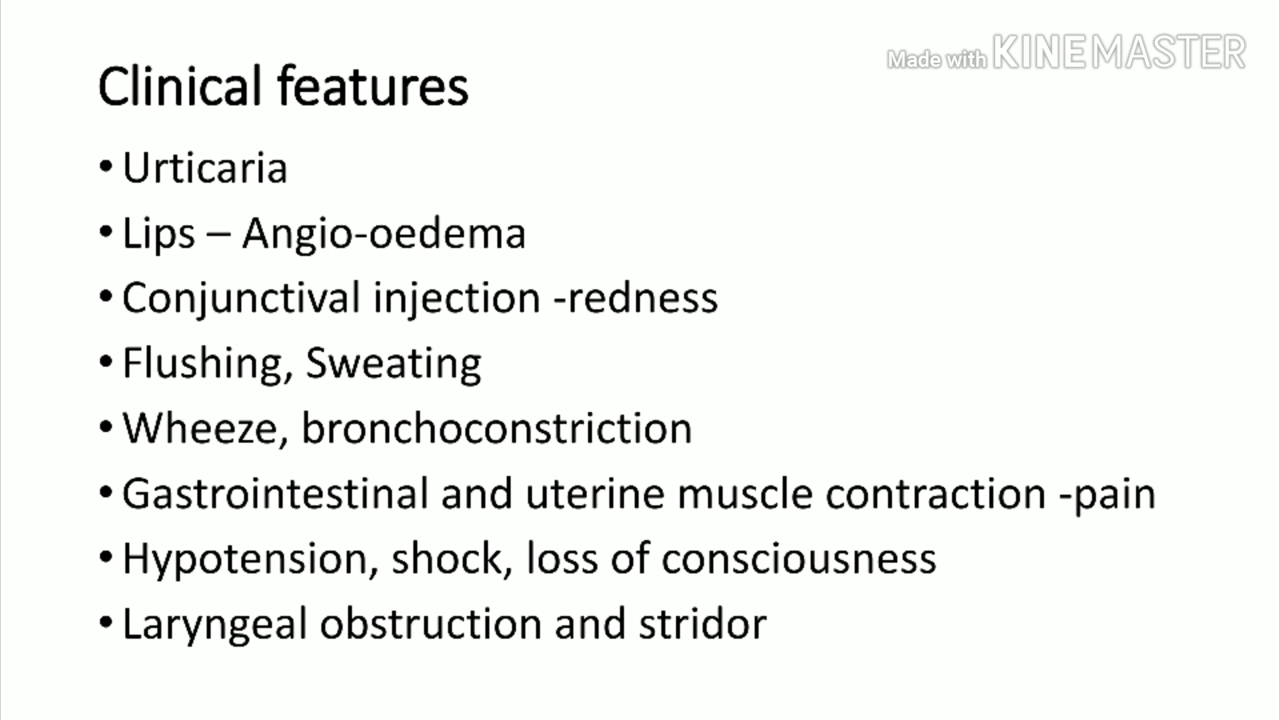 Made with KINEMASTER
Clinical features
• Urticaria
• Lips – Angio-oedema
• Conjunctival injection -redness
• Flushing, Sweating
• Wheeze, bronchoconstriction
• Gastrointestinal and uterine muscle contraction -pain
• Hypotension, shock, loss of consciousness
• Laryngeal obstruction and stridor